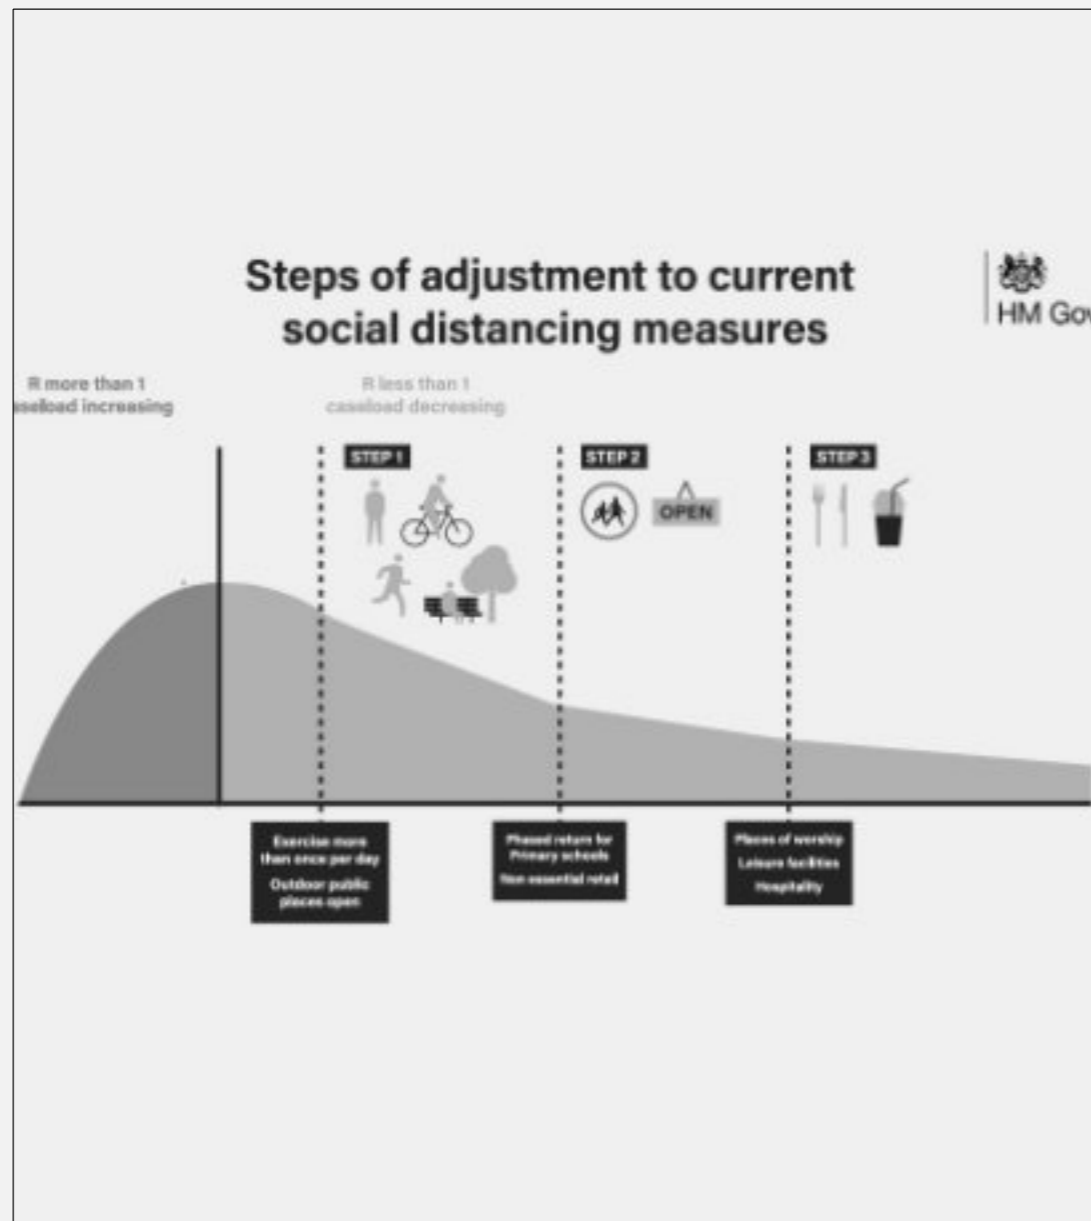 Steps of adjustment to current
social distancing measures
HM Gov
R more than 1
aseload increasing
R less than 1
caseload decreasing
STEP 1
STEP 2
OPEN
STEP 3
Exercise more
than once per day
Outdoor public
places open
Phased return for
Primary schools
Non essential retail
Places of worship
Leisure facilities
Hospitality